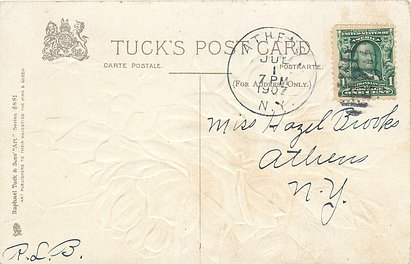 TUCK'S POST CARD
CARTE POSTALE.
POSTKARTE.
(For Address Only.)
ATHENS
JUL
1
7 PM
1907
N.Y.
Miss Hazel Brooks
Athens
N.Y.
R.L.B.
Raphael Tuck & Sons' "Art" Series
ART PUBLISHERS TO THEIR MAJESTIES THE KING & QUEEN.